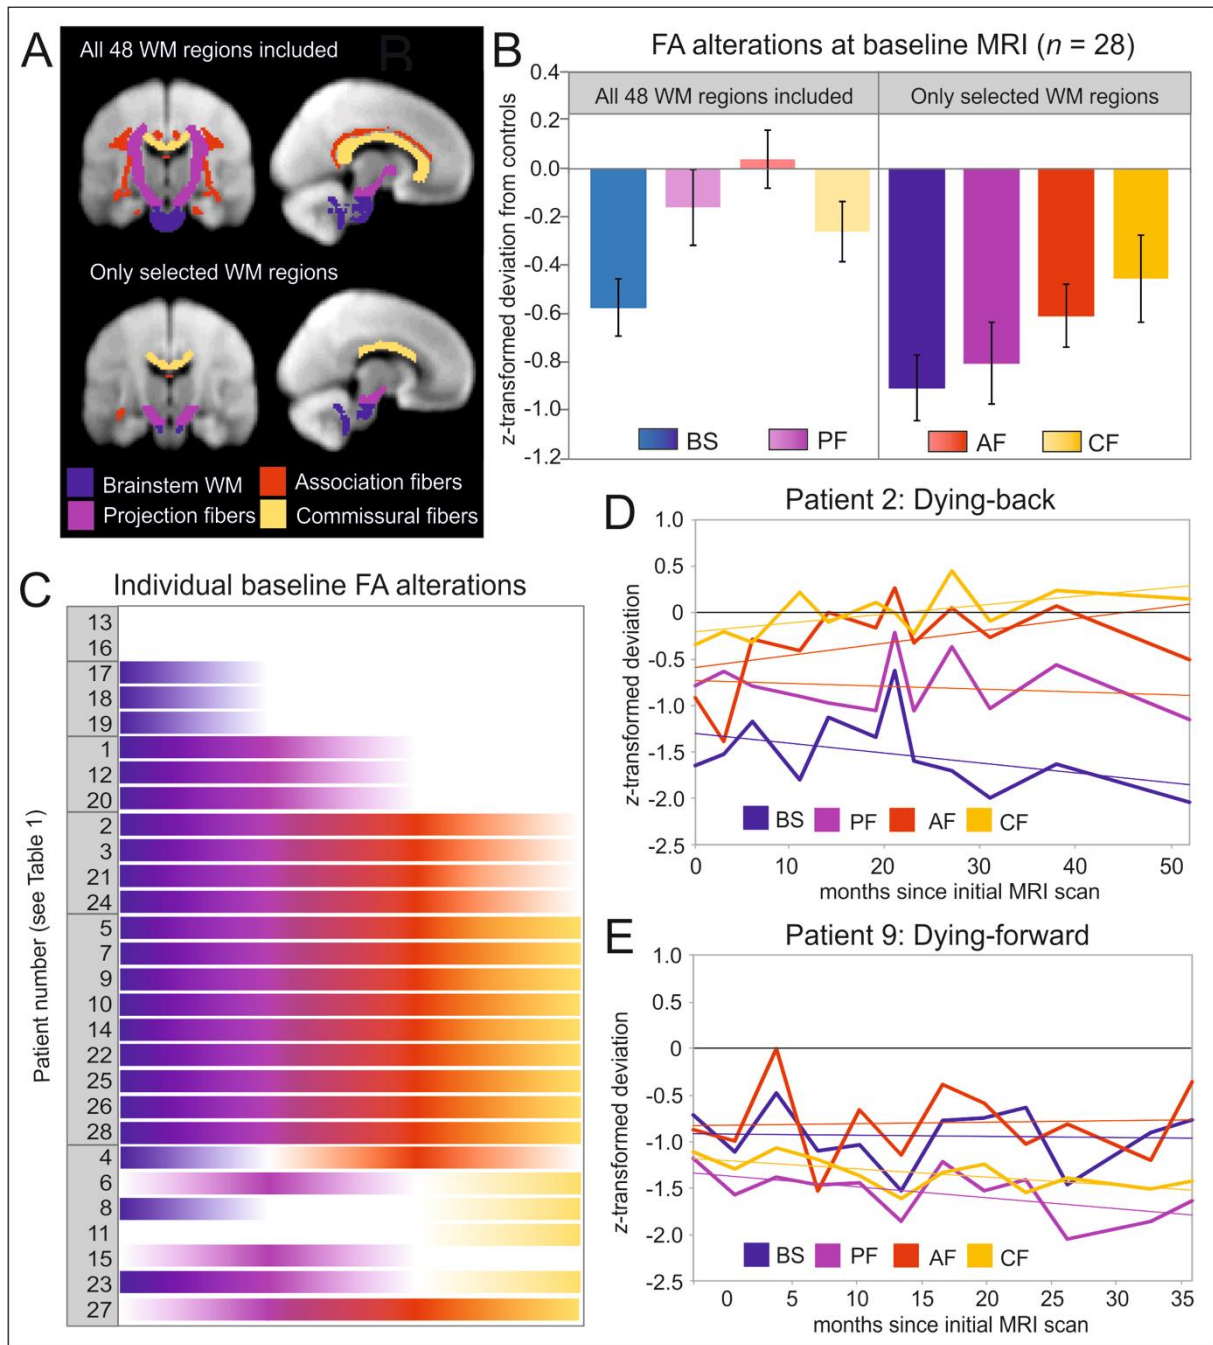 A
All 48 WM regions included
B
Only selected WM regions
Brainstem WM
Association fibers
Projection fibers
Commissural fibers
B
FA alterations at baseline MRI (n = 28)
All 48 WM regions included
Only selected WM regions
z-transformed deviation from controls
0.4
0.2
0.0
-0.2
-0.4
-0.6
-0.8
-1.0
-1.2
BS
PF
AF
CF
C
Individual baseline FA alterations
Patient number (see Table 1)
13
16
17
18
19
1
12
20
2
3
21
24
5
7
9
10
14
22
25
26
28
4
6
8
11
15
23
27
D
Patient 2: Dying-back
z-transformed deviation
1.0
0.5
0
-0.5
-1.0
-1.5
-2.0
-2.5
BS
PF
AF
CF
0 10 20 30 40 50
months since initial MRI scan
E
Patient 9: Dying-forward
z-transformed deviation
1.0
0.5
0
-0.5
-1.0
-1.5
-2.0
-2.5
BS
PF
AF
CF
0 5 10 15 20 25 30 35
months since initial MRI scan